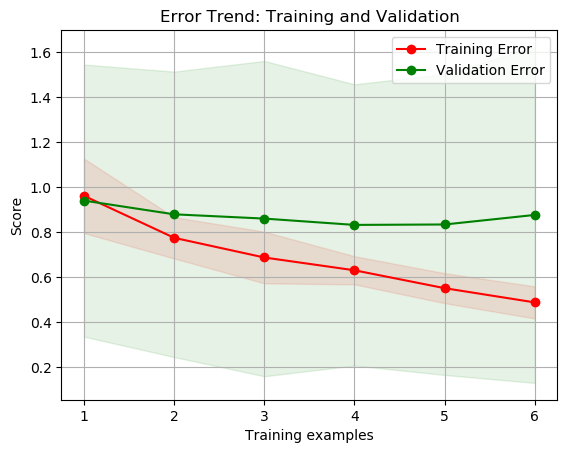 Error Trend: Training and Validation
Training Error
Validation Error
1.6
1.4
1.2
1.0
0.8
0.6
0.4
0.2
Score
1 2 3 4 5 6
Training examples